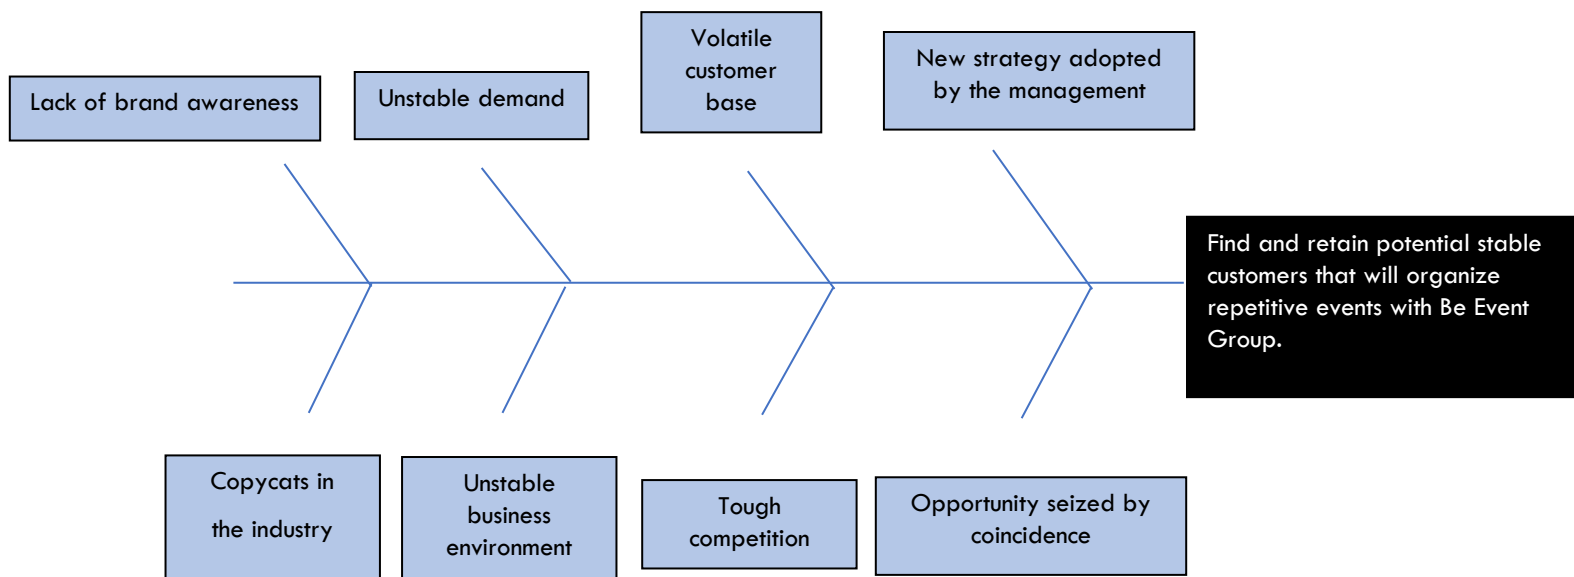 Lack of brand awareness
Unstable demand
Volatile
customer
base
New strategy adopted
by the management
Find and retain potential stable
customers that will organize
repetitive events with Be Event
Group.
Copycats in
the industry
Unstable
business
environment
Tough
competition
Opportunity seized by
coincidence